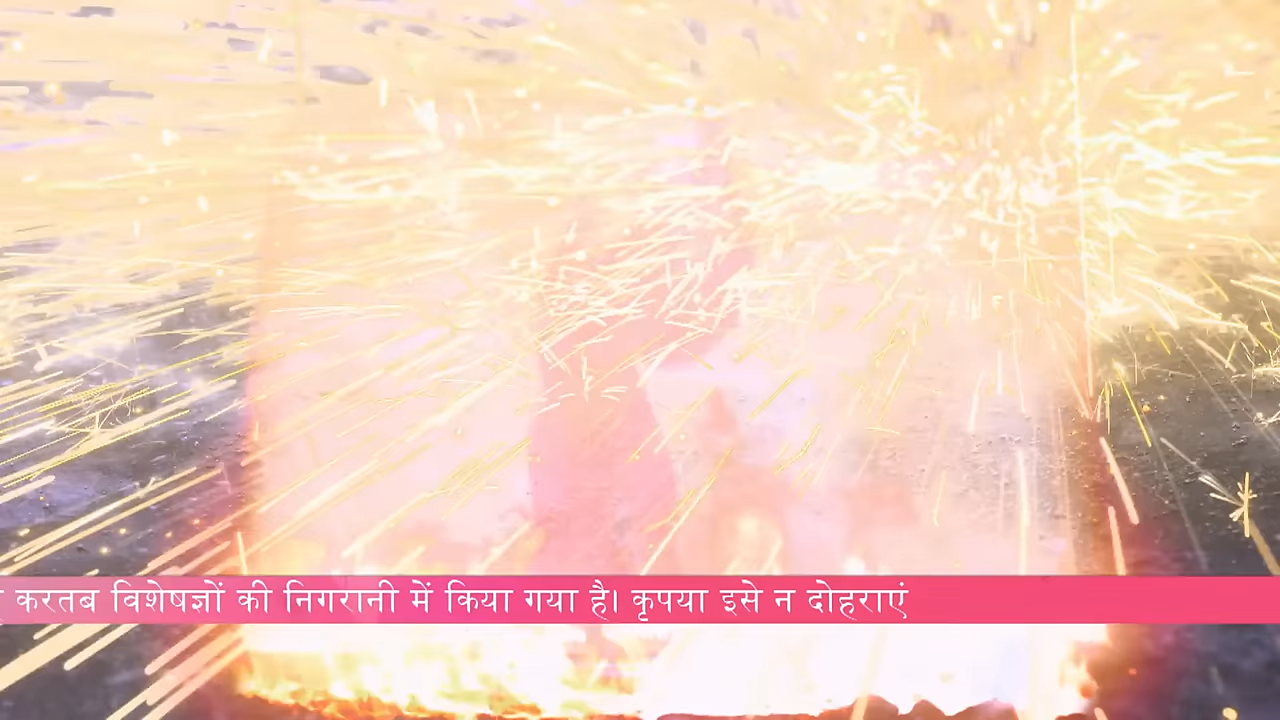 करतब विशेषज्ञों की निगरानी में किया गया है। कृपया इसे न दोहराएं